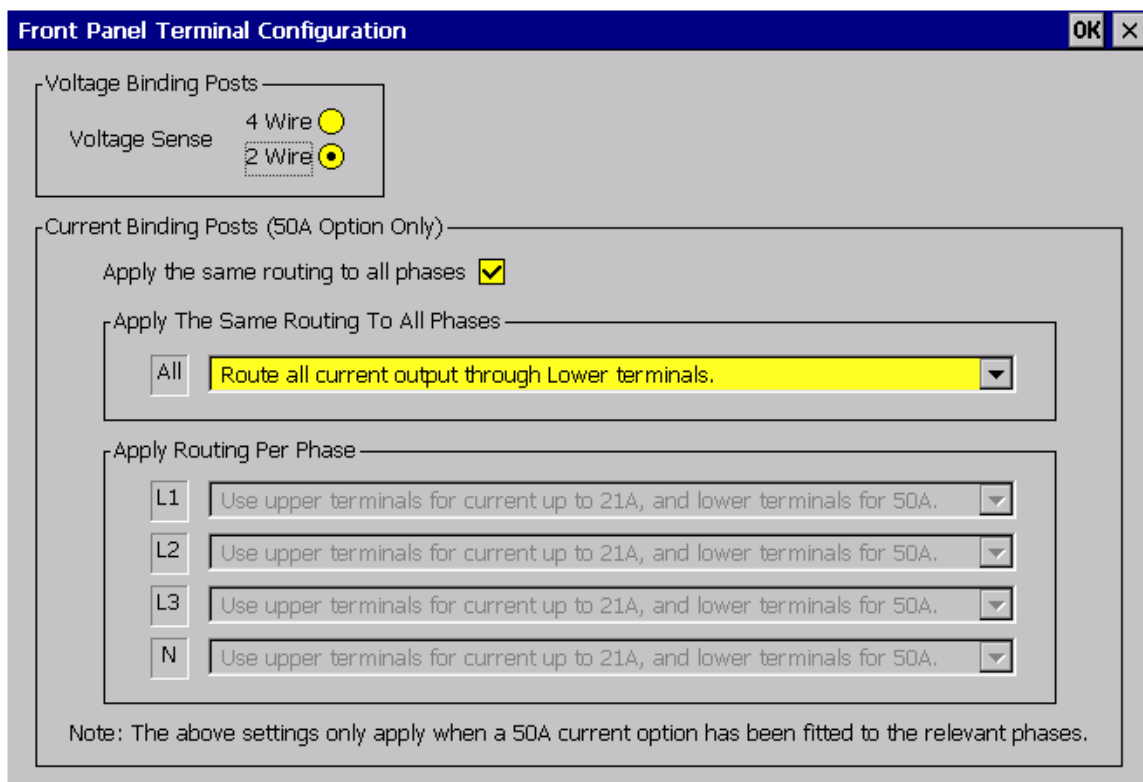 Front Panel Terminal Configuration OK ×
Voltage Binding Posts
Voltage Sense
4 Wire
2 Wire
Current Binding Posts (50A Option Only)
Apply the same routing to all phases
Apply The Same Routing To All Phases
All Route all current output through Lower terminals.
Apply Routing Per Phase
L1 Use upper terminals for current up to 21A, and lower terminals for 50A.
L2 Use upper terminals for current up to 21A, and lower terminals for 50A.
L3 Use upper terminals for current up to 21A, and lower terminals for 50A.
N Use upper terminals for current up to 21A, and lower terminals for 50A.
Note: The above settings only apply when a 50A current option has been fitted to the relevant phases.